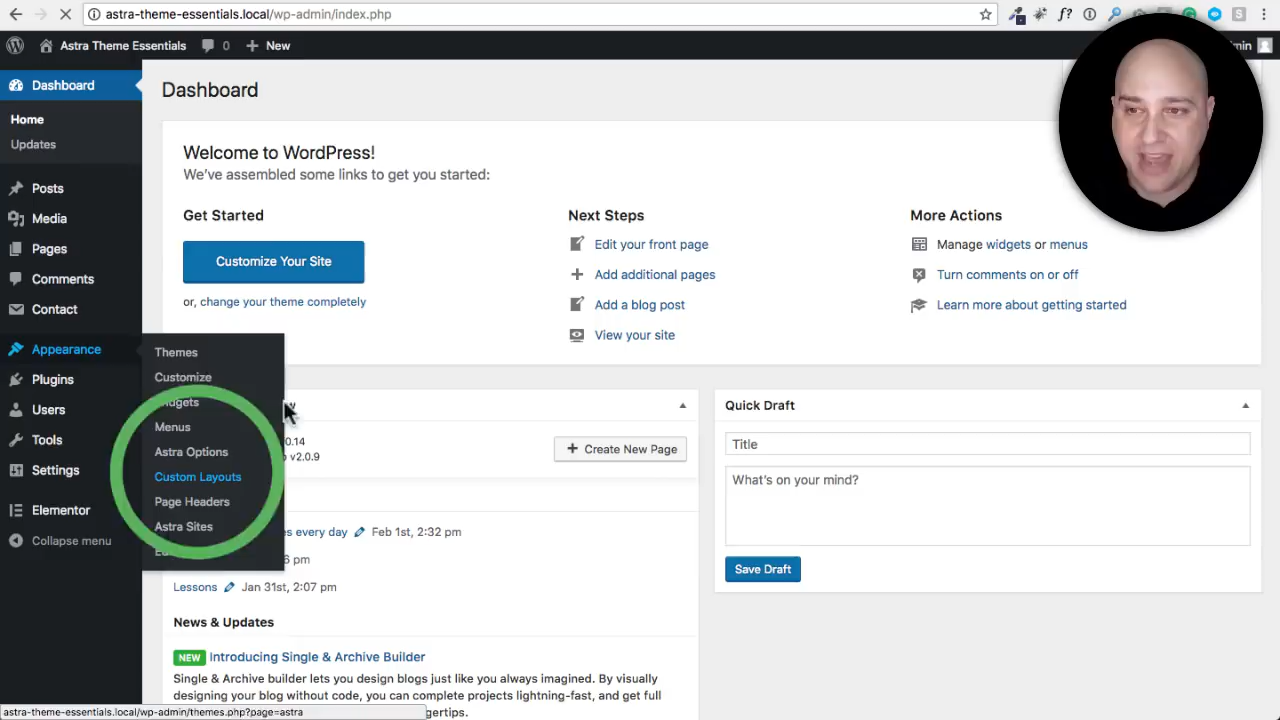 astra-theme-essentials.local/wp-admin/index.php
Astra Theme Essentials 0 New
Dashboard
Home
Updates
Posts
Media
Pages
Comments
Contact
Appearance
Plugins
Users
Tools
Settings
Elementor
Collapse menu
Themes
Customize
Menus
Astra Options
Custom Layouts
Page Headers
Astra Sites
Dashboard
Welcome to WordPress!
We've assembled some links to get you started:
Get Started
Customize Your Site
or, change your theme completely
Next Steps
Edit your front page
Add additional pages
Add a blog post
View your site
More Actions
Manage widgets or menus
Turn comments on or off
Learn more about getting started
0.14
v2.0.9
Create New Page
every day Feb 1st, 2:32 pm
pm
Lessons Jan 31st, 2:07 pm
News & Updates
NEW Introducing Single & Archive Builder
Single & Archive builder lets you design blogs just like you always imagined. By visually
designing your blog without code, you can complete projects lightning-fast, and get full
Quick Draft
Title
What's on your mind?
Save Draft
astra-theme-essentials.local/wp-admin/themes.php?page=astra